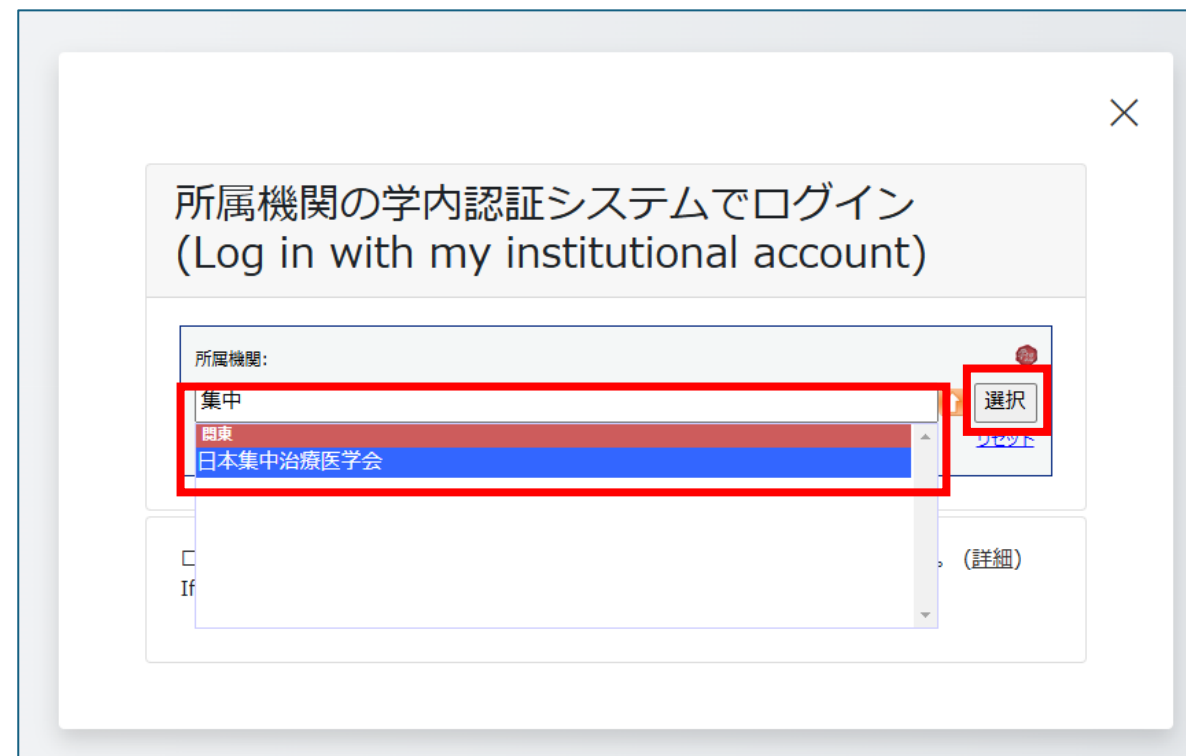 所属機関の学内認証システムでログイン
(Log in with my institutional account)
所属機関:
集中
選択
関東
リセット
日本集中治療医学会
。 (詳細)
If